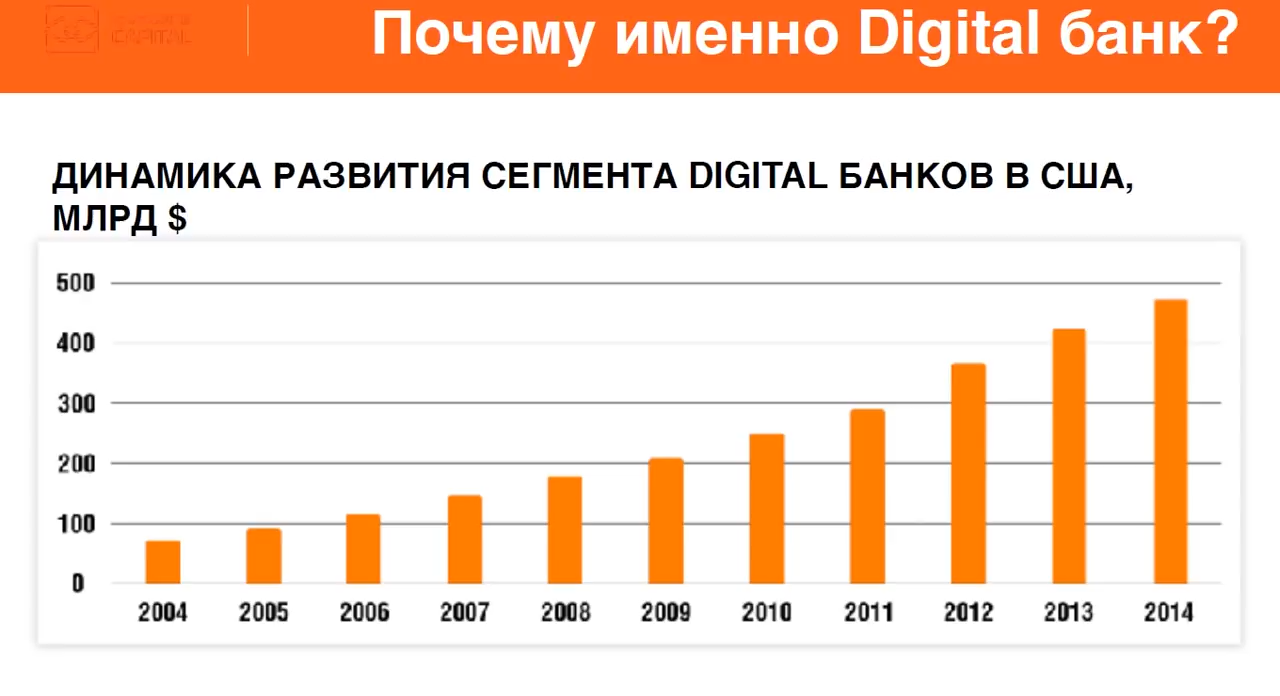 CAPITAL
Почему именно Digital банк?
ДИНАМИКА РАЗВИТИЯ СЕГМЕНТА DIGITAL БАНКОВ В США,
МЛРД $
500
400
300
200
100
0
2004 2005 2006 2007 2008 2009 2010 2011 2012 2013 2014